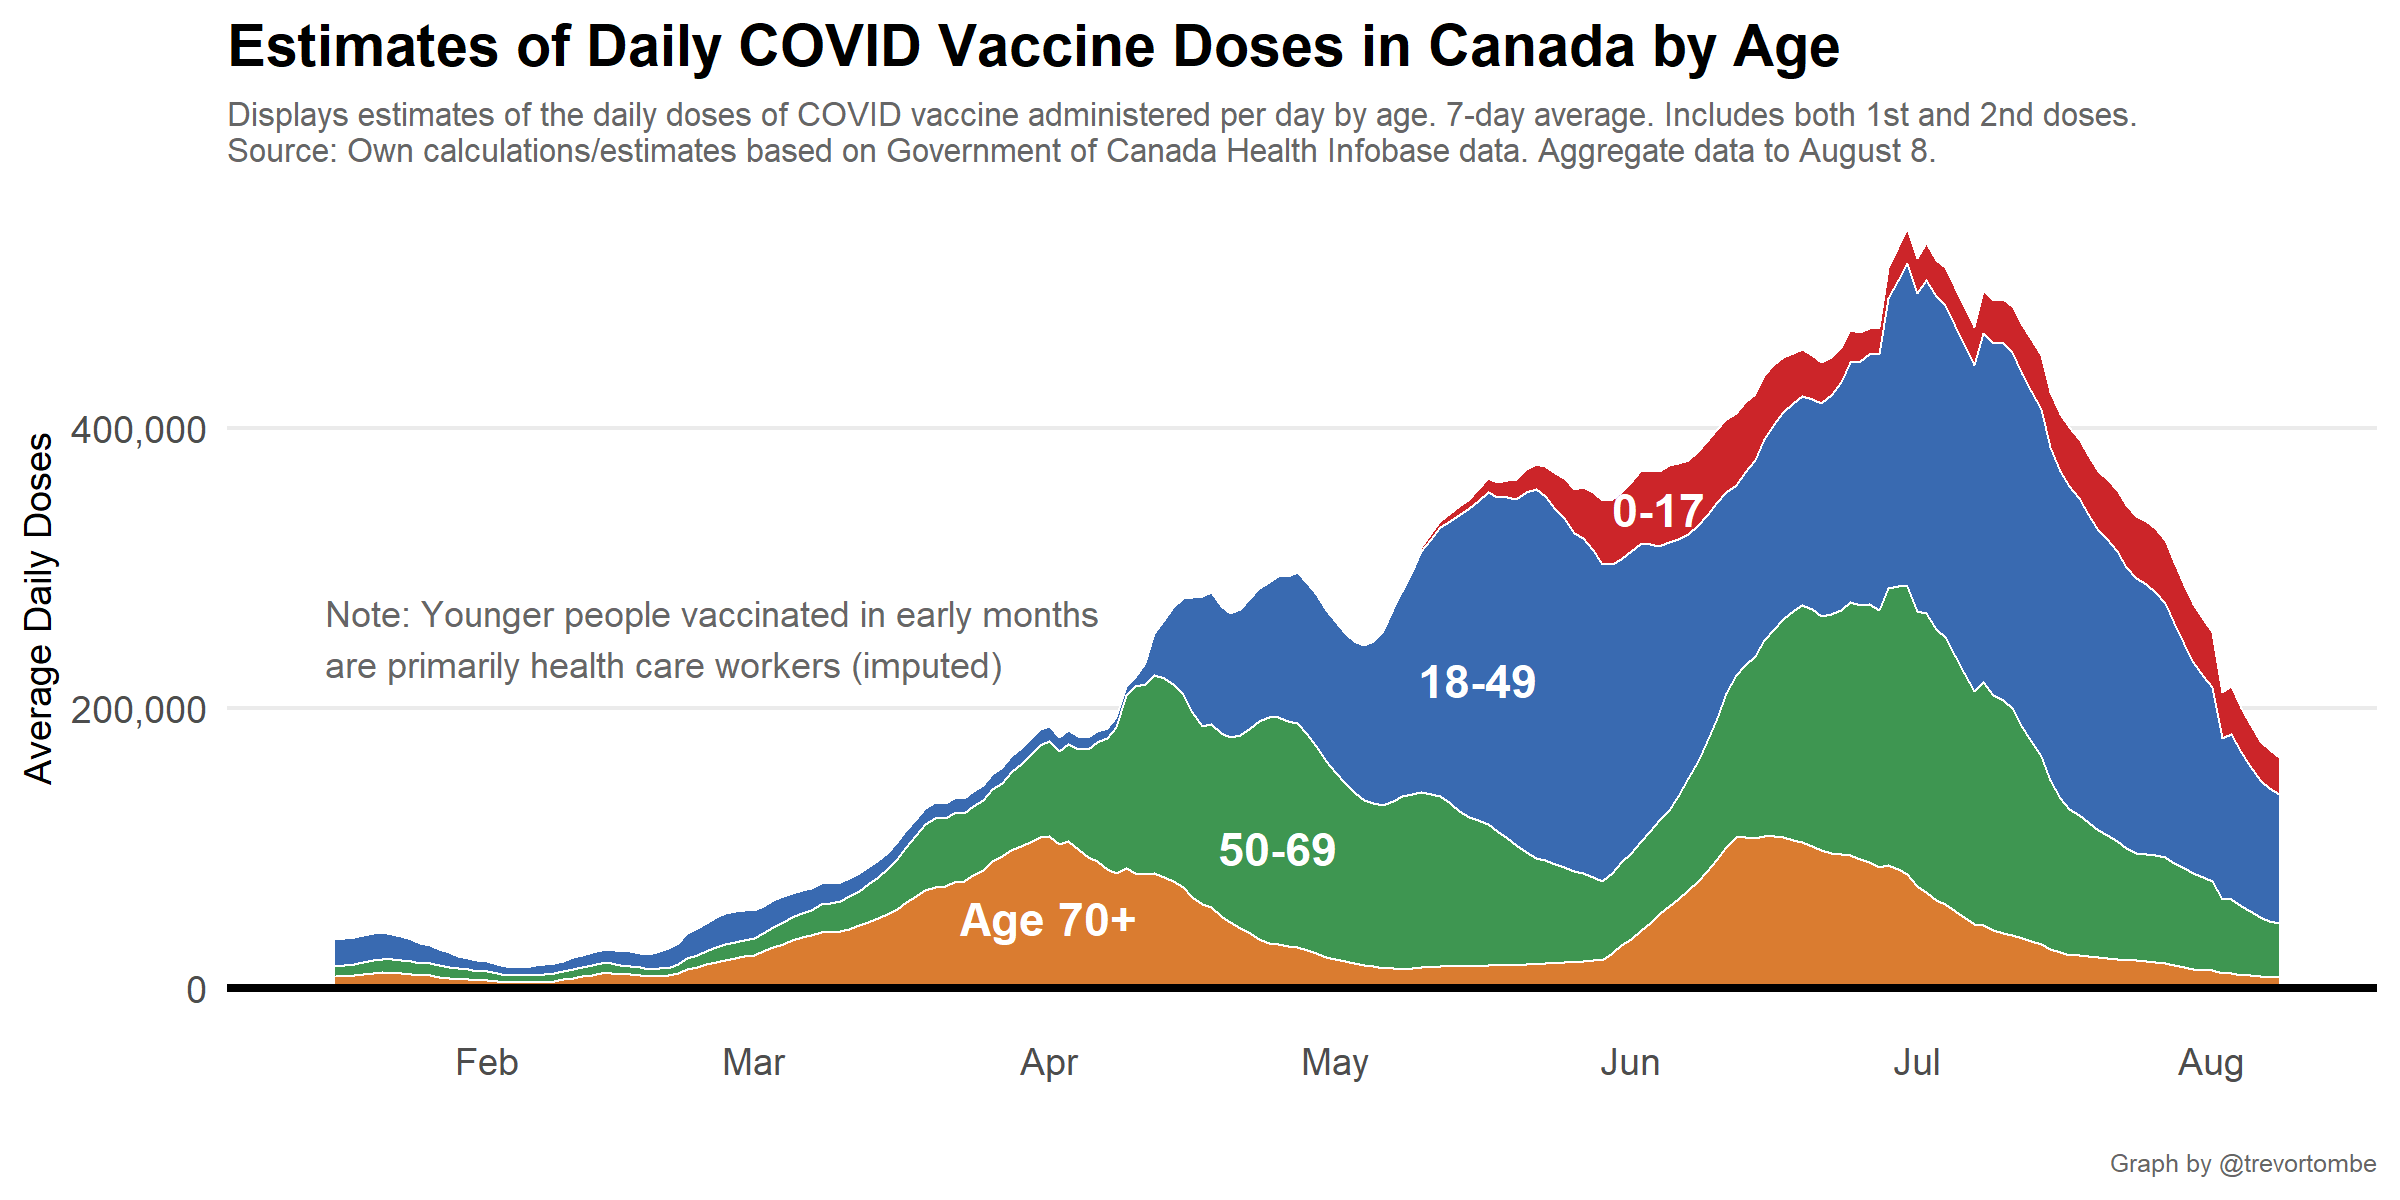 Estimates of Daily COVID Vaccine Doses in Canada by Age
Displays estimates of the daily doses of COVID vaccine administered per day by age. 7-day average. Includes both 1st and 2nd doses.
Source: Own calculations/estimates based on Government of Canada Health Infobase data. Aggregate data to August 8.
Average Daily Doses
400,000
200,000
0
Note: Younger people vaccinated in early months
are primarily health care workers (imputed)
0-17
18-49
50-69
Age 70+
Feb
Mar
Apr
May
Jun
Jul
Aug
Graph by @trevortombe